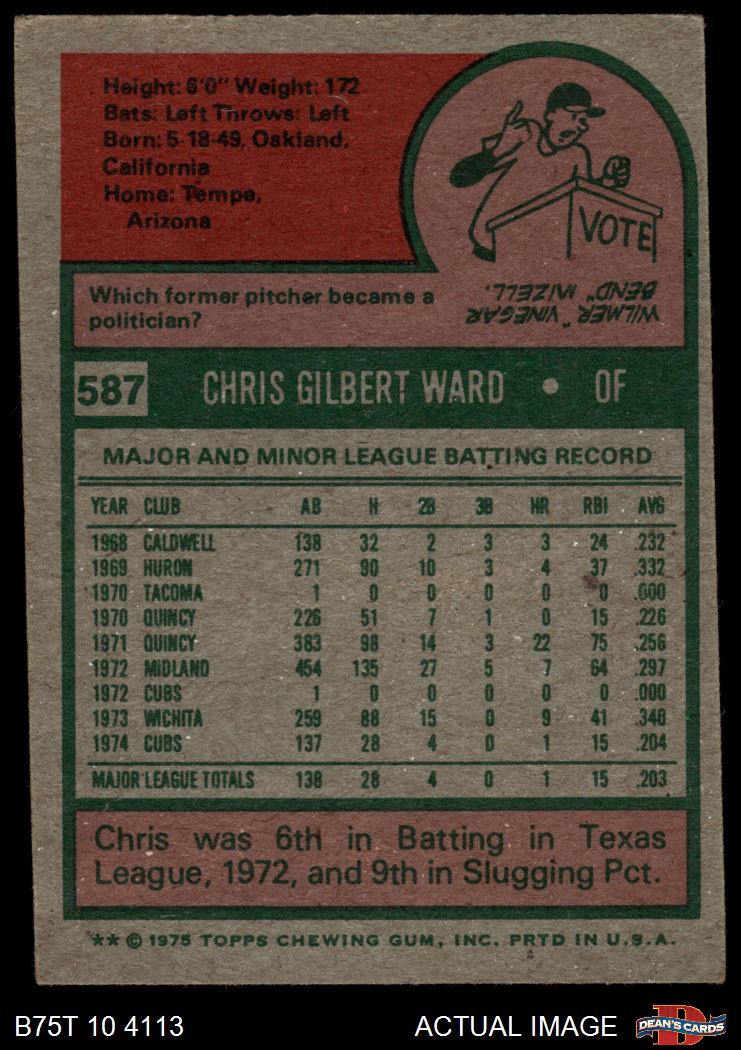 Height: 6'0" Weight: 172
Bats: Left Throws: Left
Born: 5-18-49, Oakland,
California
Home: Tempe,
Arizona
VOTE
Which former pitcher became a
politician?
WILMER "VINEGAR
BEND" MIZELL.
587 CHRIS GILBERT WARD • OF
MAJOR AND MINOR LEAGUE BATTING RECORD
YEAR CLUB AB H 2B 3B HR RBI AVG
1968 CALDWELL 138 32 2 3 3 24 .232
1969 HURON 271 90 10 3 4 37 .332
1970 TACOMA 1 0 0 0 0 0 .000
1970 QUINCY 226 51 7 1 0 15 .226
1971 QUINCY 383 98 14 3 22 75 .256
1972 MIDLAND 454 135 27 5 7 64 .297
1972 CUBS 1 0 0 0 0 0 .000
1973 WICHITA 259 88 15 0 9 41 .340
1974 CUBS 137 28 4 0 1 15 .204
MAJOR LEAGUE TOTALS 138 28 4 0 1 15 .203
Chris was 6th in Batting in Texas
League, 1972, and 9th in Slugging Pct.
** © 1975 TOPPS CHEWING GUM, INC. PRTD IN U.S.A.
B75T 10 4113 ACTUAL IMAGE DEAN'S CARDS